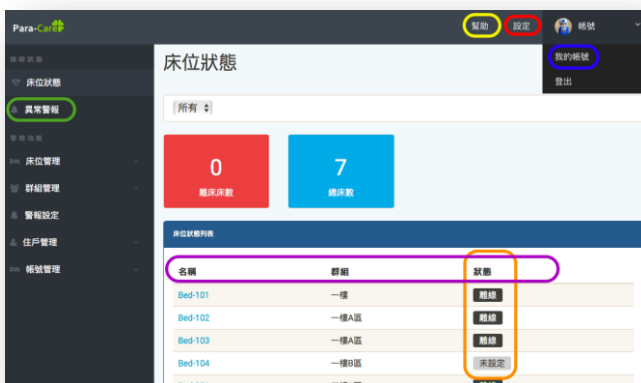 Para-Care
幫助
設定
帳號
我的帳號
登出
床位狀態
異常警報
床位管理
群組管理
警報設定
住戶管理
帳號管理
床位狀態
所有
0
離床床數
7
總床數
床位狀態列表
名稱 群組 狀態
Bed-101 一樓 離線
Bed-102 一樓A區 離線
Bed-103 一樓A區 離線
Bed-104 一樓B區 未設定